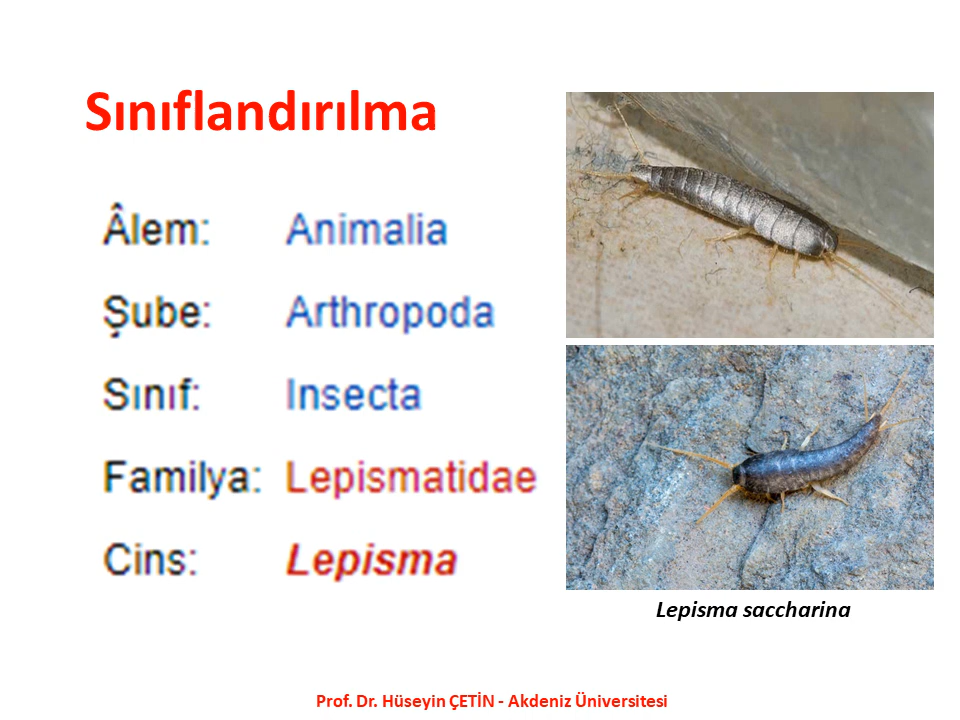 Sınıflandırılma
Âlem: Animalia
Şube: Arthropoda
Sınıf: Insecta
Familya: Lepismatidae
Cins: Lepisma
Lepisma saccharina
Prof. Dr. Hüseyin ÇETİN - Akdeniz Üniversitesi